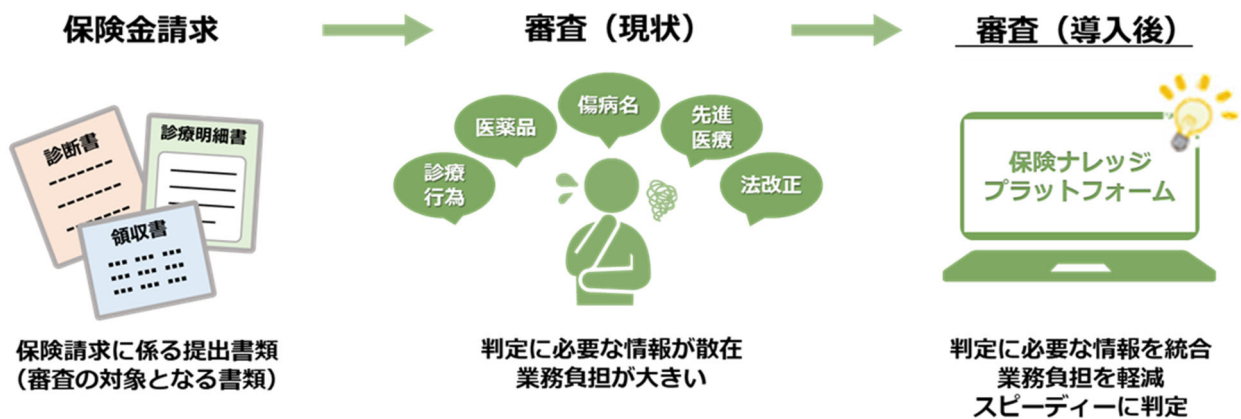 保険金請求
審査（現状）
審査（導入後）
診断書
診療明細書
領収書
診療
行為
医薬品
傷病名
先進
医療
法改正
保険ナレッジ
プラットフォーム
保険請求に係る提出書類
（審査の対象となる書類）
判定に必要な情報が散在
業務負担が大きい
判定に必要な情報を統合
業務負担を軽減
スピーディーに判定